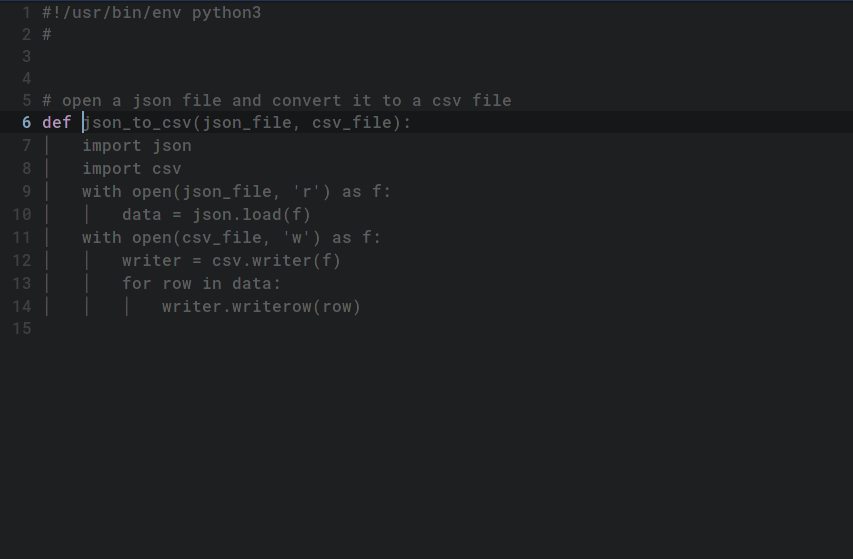 1 #!/usr/bin/env python3
2 #
3
4
5 # open a json file and convert it to a csv file
6 def json_to_csv(json_file, csv_file):
7     import json
8     import csv
9     with open(json_file, 'r') as f:
10         data = json.load(f)
11     with open(csv_file, 'w') as f:
12         writer = csv.writer(f)
13         for row in data:
14             writer.writerow(row)
15